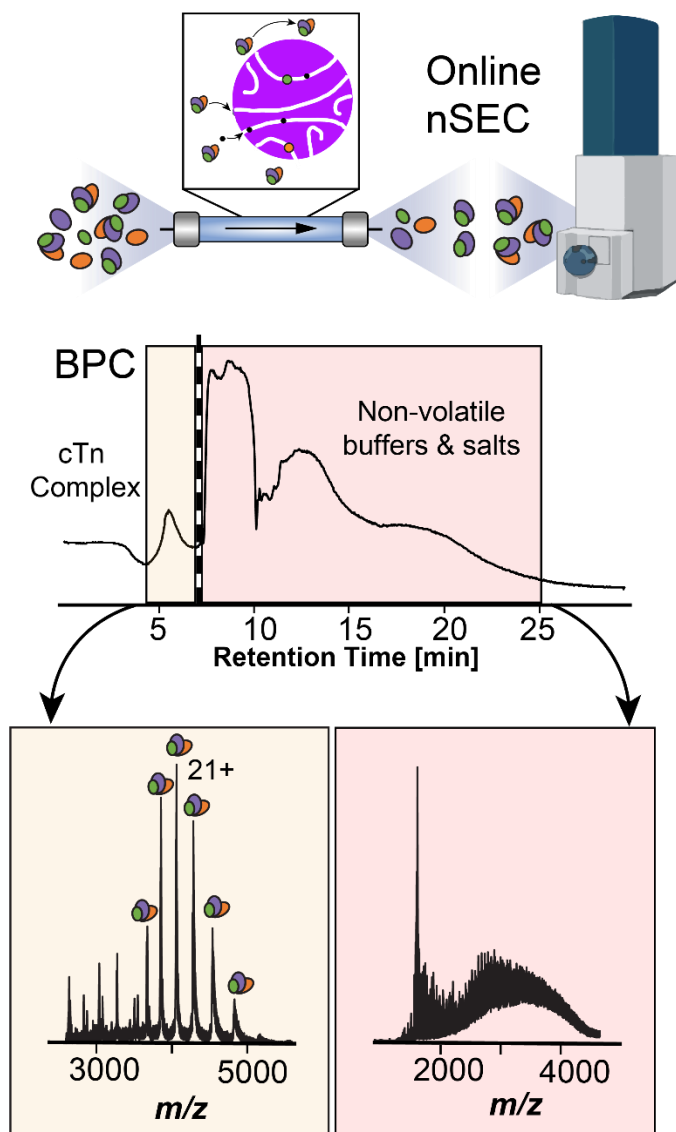 Online
nSEC
BPC
cTn
Complex
Non-volatile
buffers & salts
5 10 15 20 25
Retention Time [min]
21+
3000 5000
m/z
2000 4000
m/z